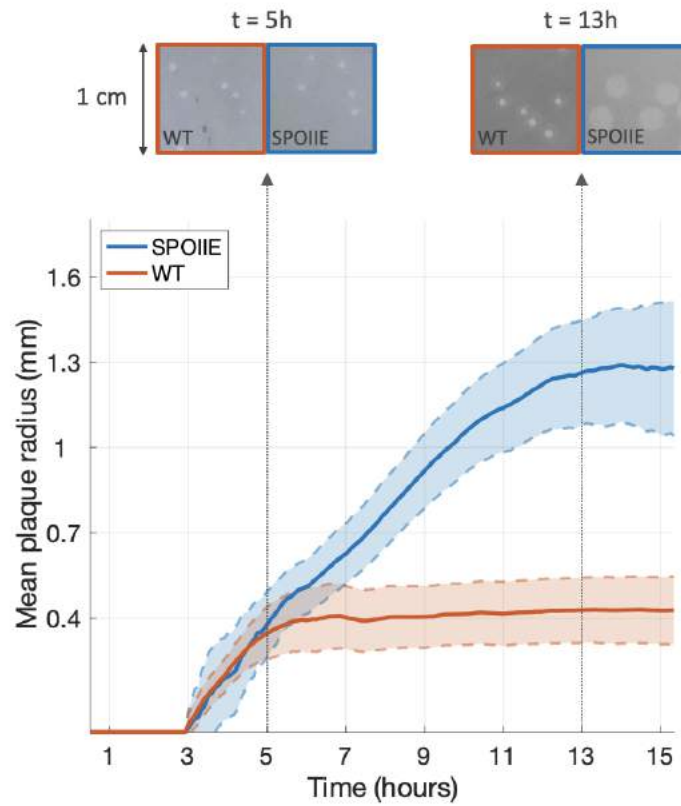 t = 5h
t = 13h
1 cm
WT
SPOIIE
WT
SPOIIE
SPOIIE
WT
1.6
1.3
1
0.7
0.4
Mean plaque radius (mm)
1
3
5
7
9
11
13
15
Time (hours)